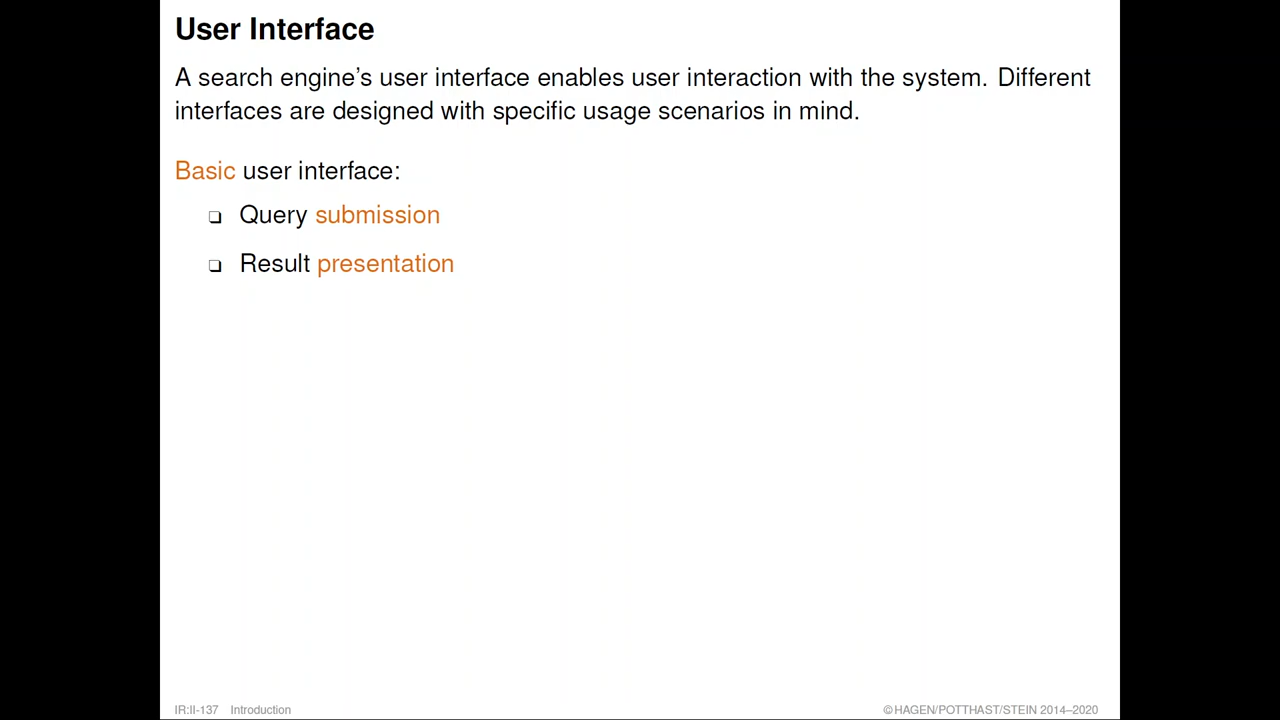 User Interface
A search engine’s user interface enables user interaction with the system. Different
interfaces are designed with specific usage scenarios in mind.
Basic user interface:
❏ Query submission
❏ Result presentation
IR:II-137 Introduction
©HAGEN/POTTHAST/STEIN 2014–2020